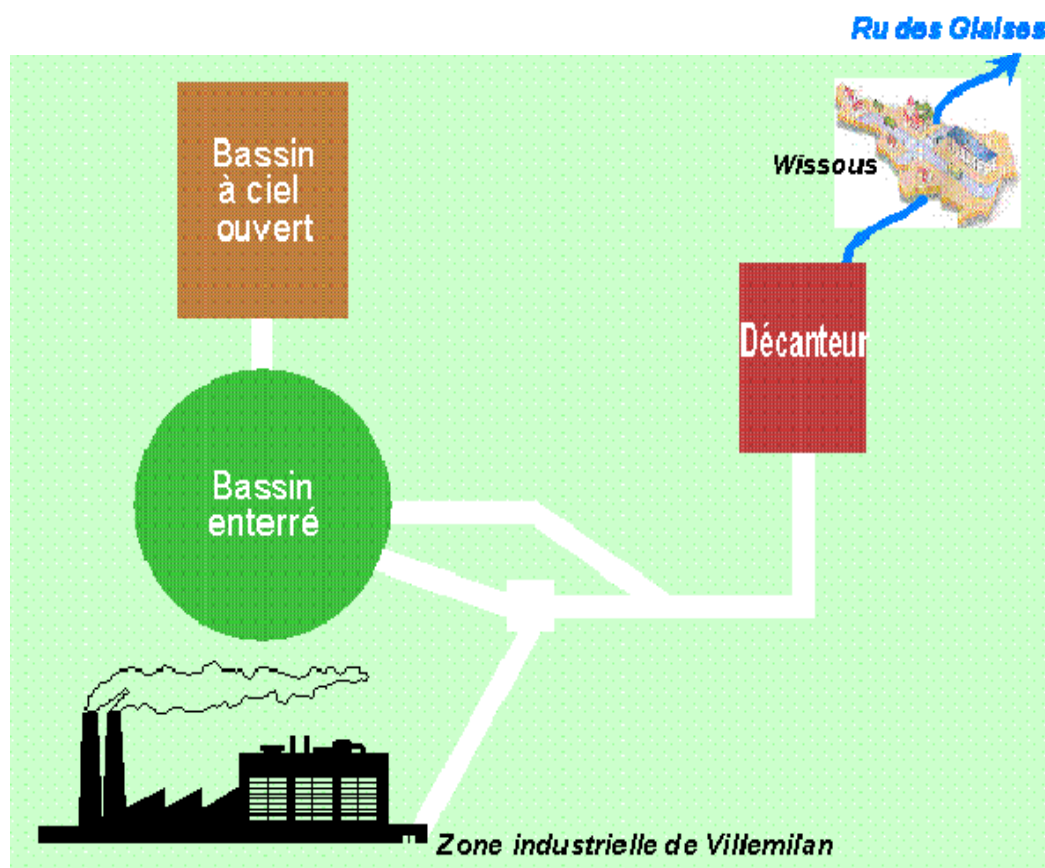 Ru des Glaises
Bassin
à ciel
ouvert
Wissous
Décanteur
Bassin
enterré
Zone industrielle de Villemilan